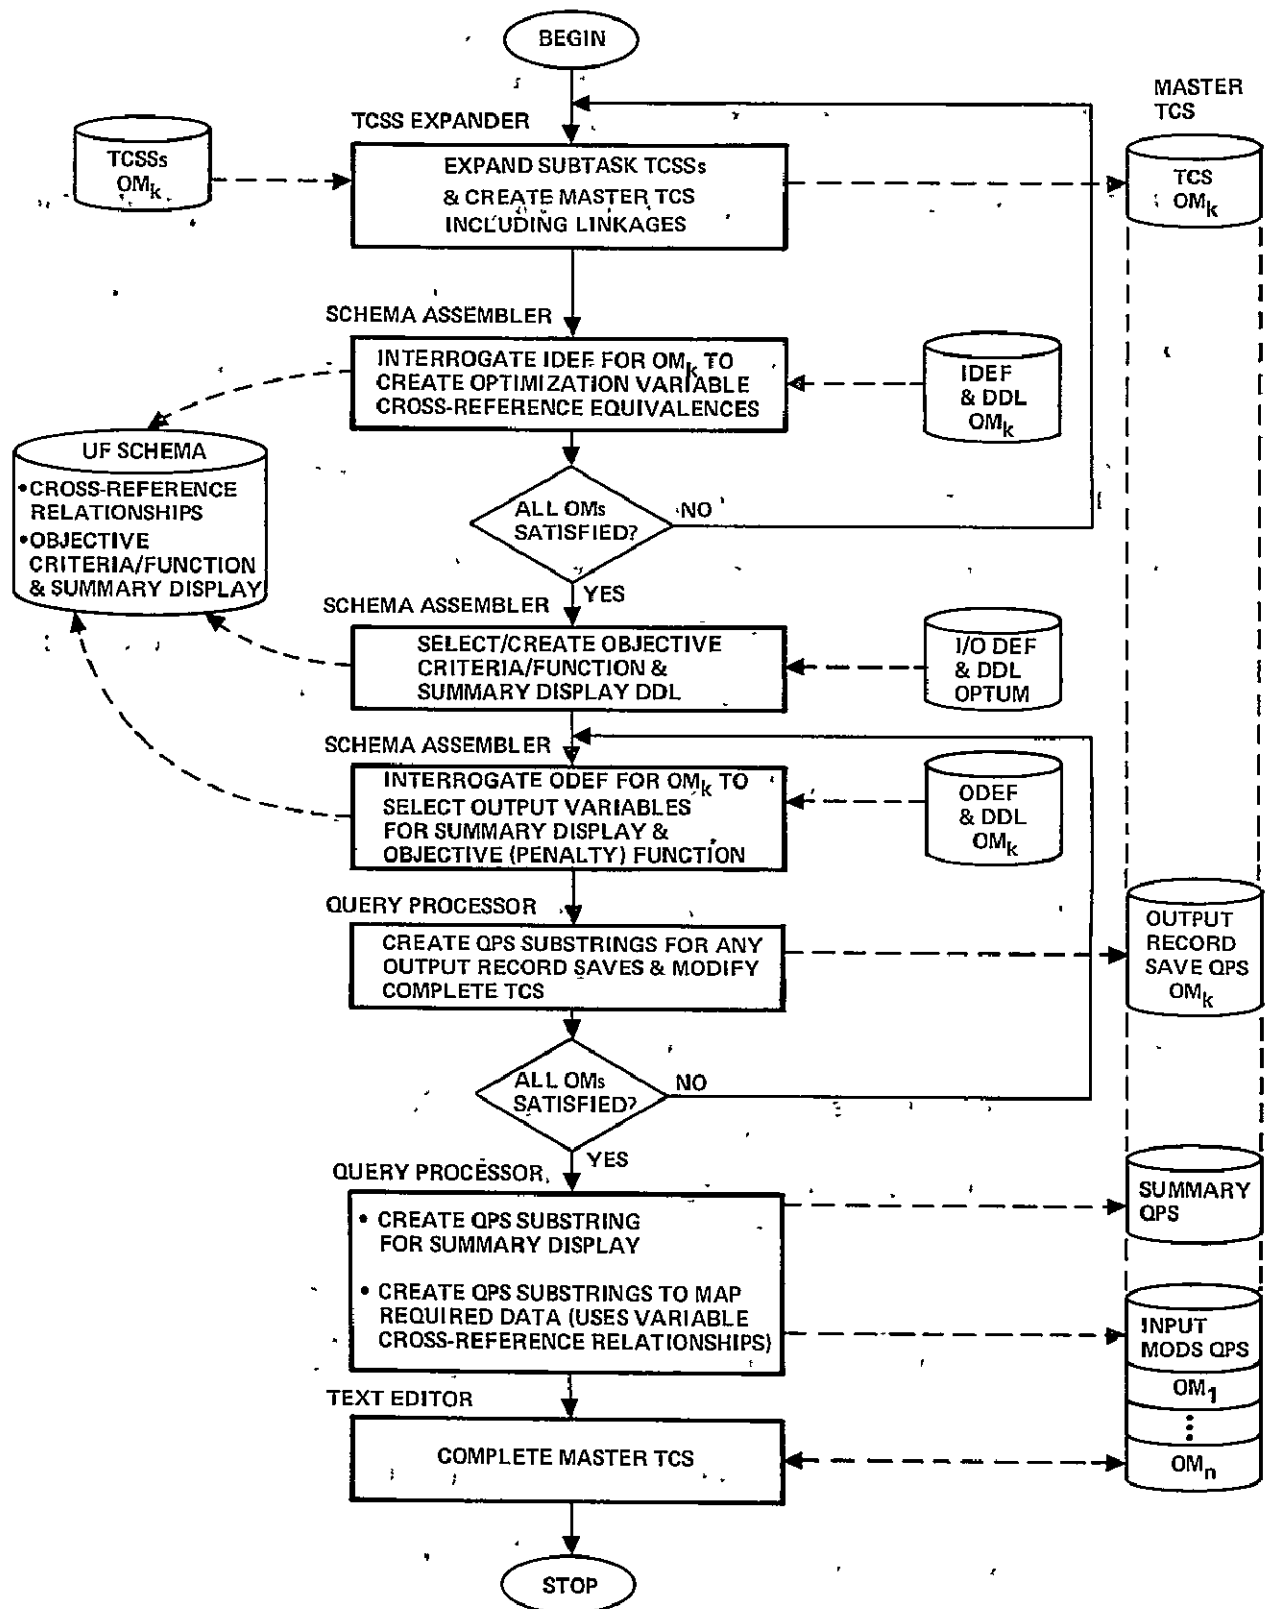 BEGIN
MASTER
TCS
TCSS EXPANDER
TCSSs
OMk
EXPAND SUBTASK TCSSs
& CREATE MASTER TCS
INCLUDING LINKAGES
TCS
OMk
SCHEMA ASSEMBLER
INTERROGATE IDEF FOR OMk TO
CREATE OPTIMIZATION VARIABLE
CROSS-REFERENCE EQUIVALENCES
IDEF
& DDL
OMk
UF SCHEMA
•CROSS-REFERENCE
RELATIONSHIPS
•OBJECTIVE
CRITERIA/FUNCTION
& SUMMARY DISPLAY
ALL OMs
SATISFIED?
NO
YES
SCHEMA ASSEMBLER
SELECT/CREATE OBJECTIVE
CRITERIA/FUNCTION &
SUMMARY DISPLAY DDL
I/O DEF
& DDL
OPTUM
SCHEMA ASSEMBLER
INTERROGATE ODEF FOR OMk TO
SELECT OUTPUT VARIABLES
FOR SUMMARY DISPLAY &
OBJECTIVE (PENALTY) FUNCTION
ODEF
& DDL
OMk
QUERY PROCESSOR
CREATE QPS SUBSTRINGS FOR ANY
OUTPUT RECORD SAVES & MODIFY
COMPLETE TCS
OUTPUT
RECORD
SAVE QPS
OMk
ALL OMs
SATISFIED?
NO
YES
QUERY PROCESSOR
• CREATE QPS SUBSTRING
FOR SUMMARY DISPLAY
• CREATE QPS SUBSTRINGS TO MAP
REQUIRED DATA (USES VARIABLE
CROSS-REFERENCE RELATIONSHIPS)
SUMMARY
QPS
INPUT
MODS QPS
OM1
⋮
OMn
TEXT EDITOR
COMPLETE MASTER TCS
STOP